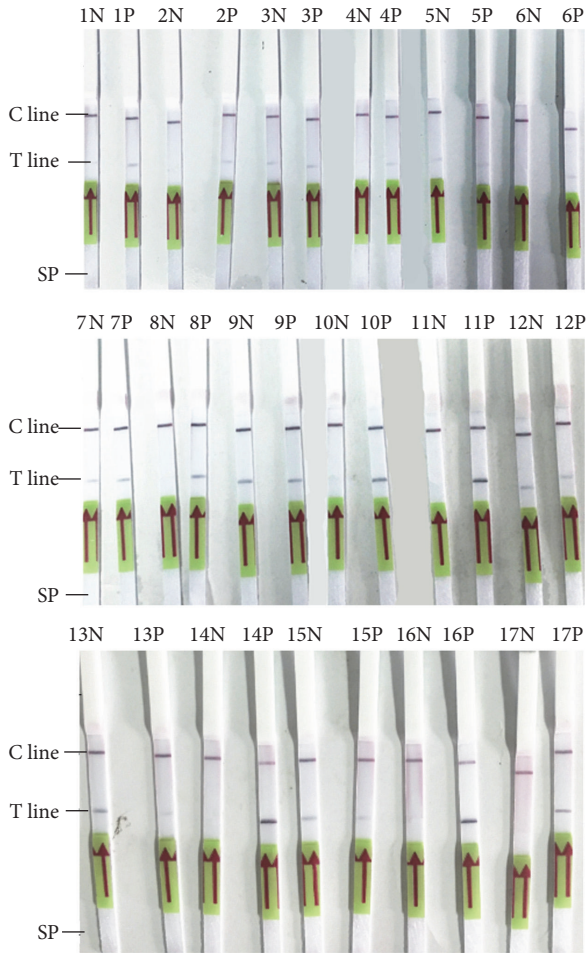 1N 1P 2N 2P 3N 3P 4N 4P 5N 5P 6N 6P
C line
T line
SP
7N 7P 8N 8P 9N 9P 10N 10P 11N 11P 12N 12P
C line
T line
SP
13N 13P 14N 14P 15N 15P 16N 16P 17N 17P
C line
T line
SP